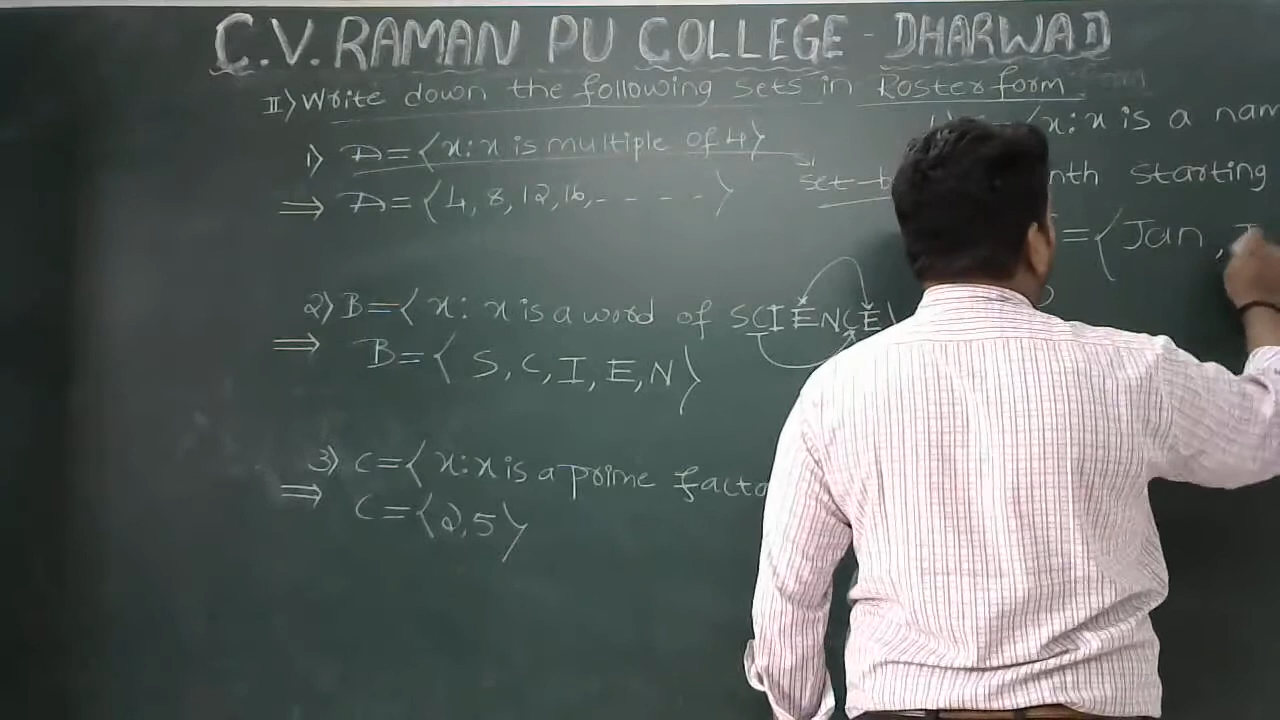 C.V. RAMAN PU COLLEGE - DHARWAD
II) Write down the following sets in Roster form
1) A = {x : x is multiple of 4}
⇒ A = {4, 8, 12, 16, - - - - }
2) B = {x : x is a word of SCIENCE}
⇒ B = {S, C, I, E, N}
3) C = {x : x is a prime facto
⇒ C = {2, 5}
x : x is a nam
set-b nth starting
= {Jan, J